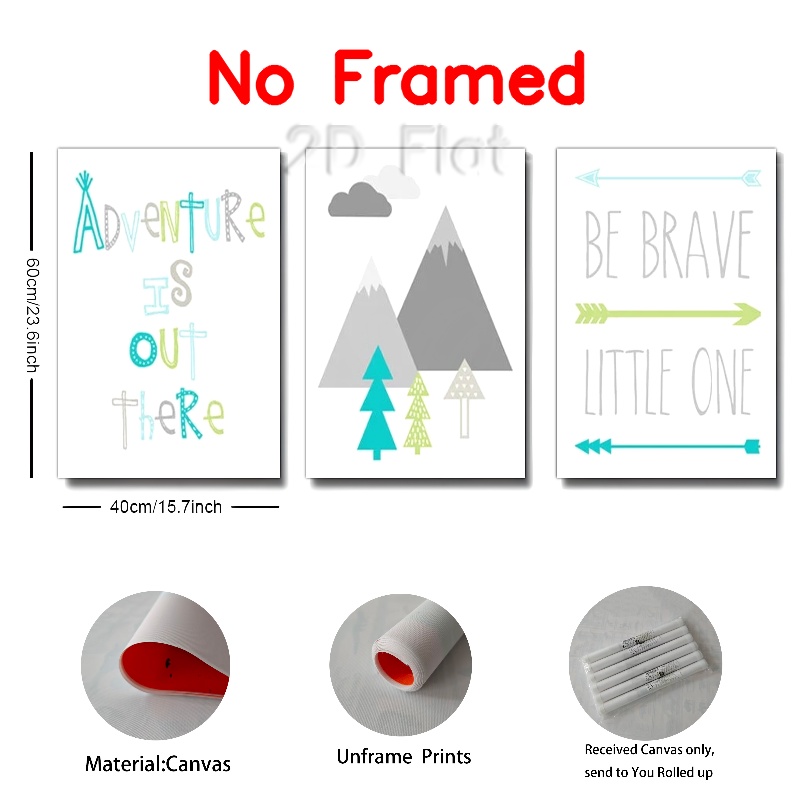 No Framed
2D Flat
60cm/23.6inch
ADVENTURE
IS
OUT
THeRe
BE BRAVE
LITTLE ONE
40cm/15.7inch
Material:Canvas
Unframe Prints
Received Canvas only,
send to You Rolled up